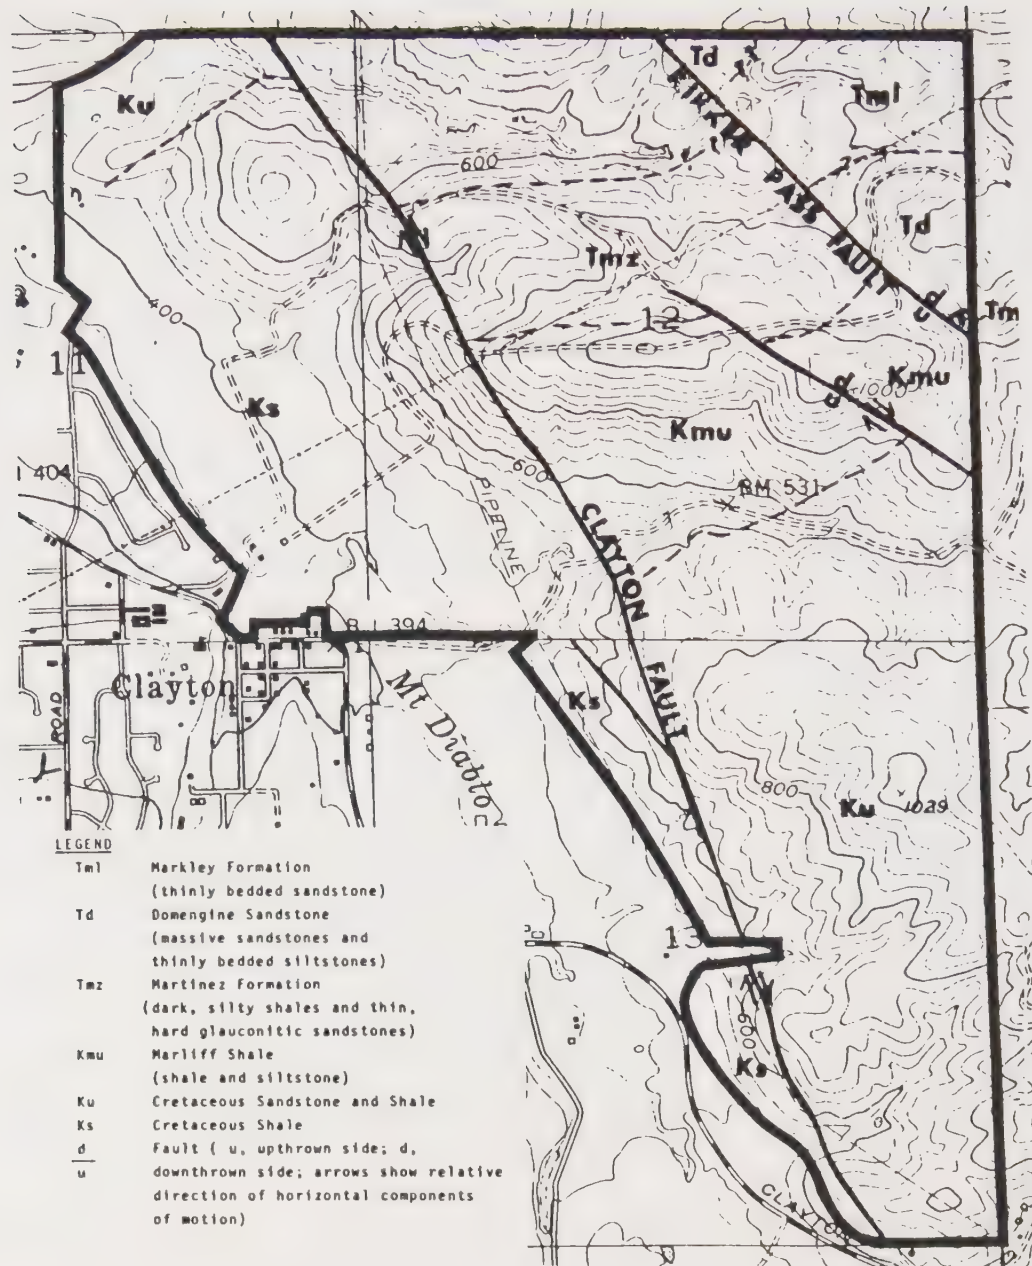 Td
Ku
Tml
KIRKER PASS FAULT
600
Td
Tmz
400
12
d
Tm
11
Kmu
1000
Ks
d
Kmu
404
600
BM 531
PIPELINE
CLAYTON FAULT
394
Clayton
Mt Diablo
Ks
ROAD
800
Ku
1029
LEGEND
Tml Markley Formation
(thinly bedded sandstone)
Td Domengine Sandstone
(massive sandstones and
thinly bedded siltstones)
Tmz Martinez Formation
(dark, silty shales and thin,
hard glauconitic sandstones)
Kmu Marliff Shale
(shale and siltstone)
Ku Cretaceous Sandstone and Shale
Ks Cretaceous Shale
d Fault ( u, upthrown side; d,
u downthrown side; arrows show relative
direction of horizontal components
of motion)
13
600
Ks
CLAYTON